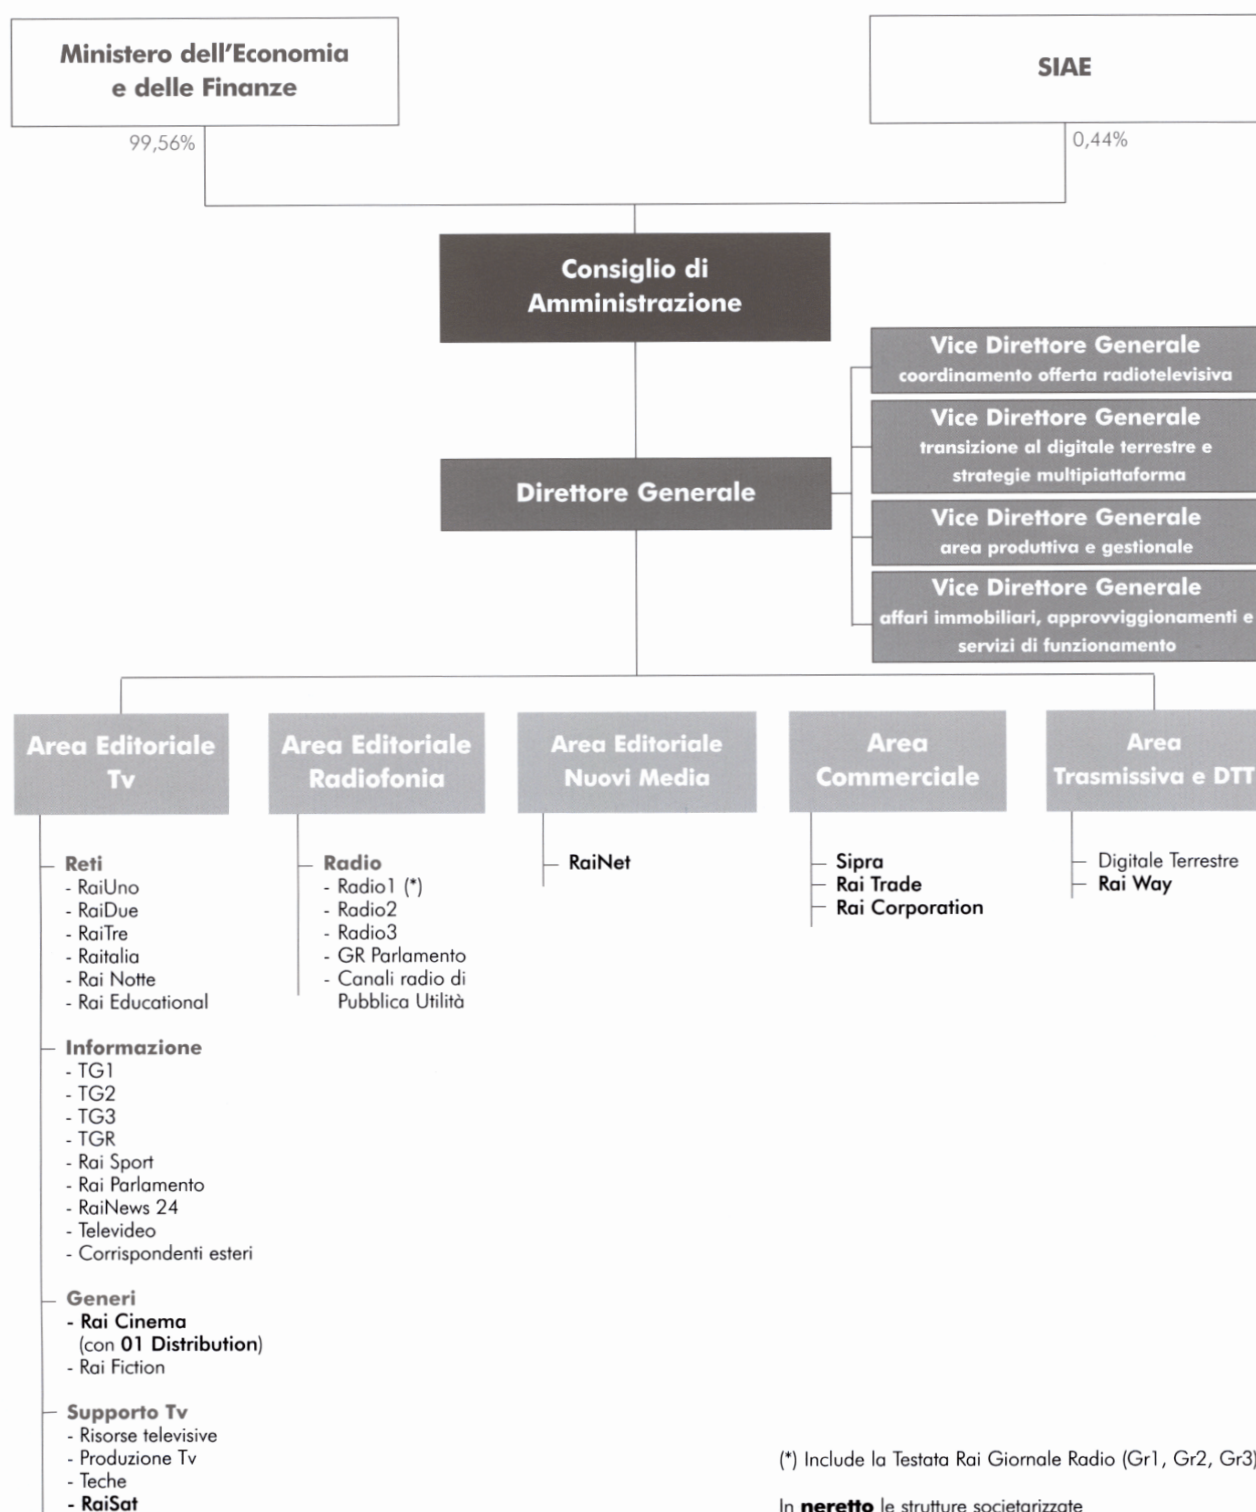 Ministero dell'Economia
e delle Finanze
SIAE
99,56%
0,44%
Consiglio di
Amministrazione
Vice Direttore Generale
coordinamento offerta radiotelevisiva
Vice Direttore Generale
transizione al digitale terrestre e
strategie multipiattaforma
Direttore Generale
Vice Direttore Generale
area produttiva e gestionale
Vice Direttore Generale
affari immobiliari, approvviggionamenti e
servizi di funzionamento
Area Editoriale
Tv
Area Editoriale
Radiofonia
Area Editoriale
Nuovi Media
Area
Commerciale
Area
Trasmissiva e DTT
Reti
- RaiUno
- RaiDue
- RaiTre
- Raitalia
- Rai Notte
- Rai Educational
Informazione
- TG1
- TG2
- TG3
- TGR
- Rai Sport
- Rai Parlamento
- RaiNews 24
- Televideo
- Corrispondenti esteri
Generi
- Rai Cinema
(con 01 Distribution)
- Rai Fiction
Supporto Tv
- Risorse televisive
- Produzione Tv
- Teche
- RaiSat
Radio
- Radio1 (*)
- Radio2
- Radio3
- GR Parlamento
- Canali radio di
Pubblica Utilità
RaiNet
Sipra
Rai Trade
Rai Corporation
Digitale Terrestre
Rai Way
(*) Include la Testata Rai Giornale Radio (Gr1, Gr2, Gr3)
In neretto le strutture societarizzate